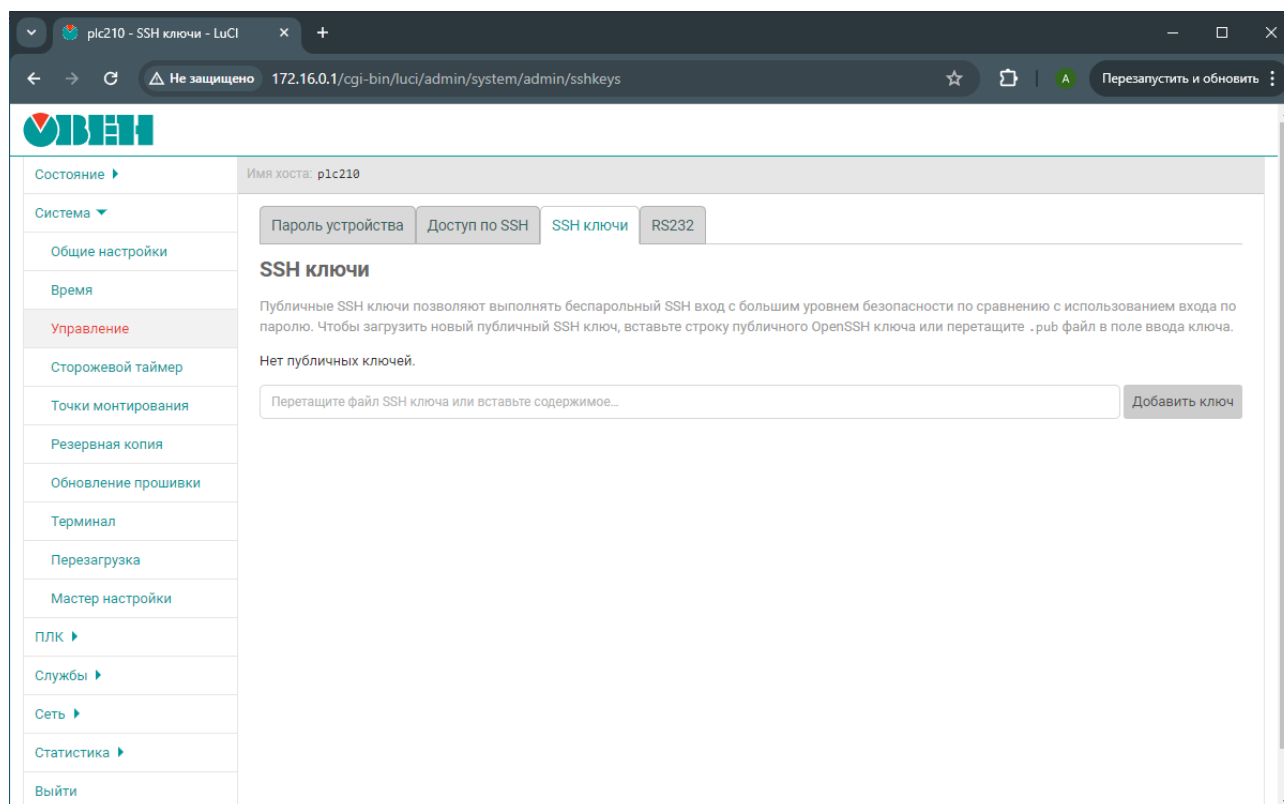 plc210 - SSH ключи - LuCI
Не защищено 172.16.0.1/cgi-bin/luci/admin/system/admin/sshkeys
A
Перезапустить и обновить
ОВЕН
Имя хоста: plc210
Состояние
Система
Общие настройки
Время
Управление
Сторожевой таймер
Точки монтирования
Резервная копия
Обновление прошивки
Терминал
Перезагрузка
Мастер настройки
ПЛК
Службы
Сеть
Статистика
Выйти
Пароль устройства
Доступ по SSH
SSH ключи
RS232
SSH ключи
Публичные SSH ключи позволяют выполнять беспарольный SSH вход с большим уровнем безопасности по сравнению с использованием входа по
паролю. Чтобы загрузить новый публичный SSH ключ, вставьте строку публичного OpenSSH ключа или перетащите .pub файл в поле ввода ключа.
Нет публичных ключей.
Перетащите файл SSH ключа или вставьте содержимое...
Добавить ключ